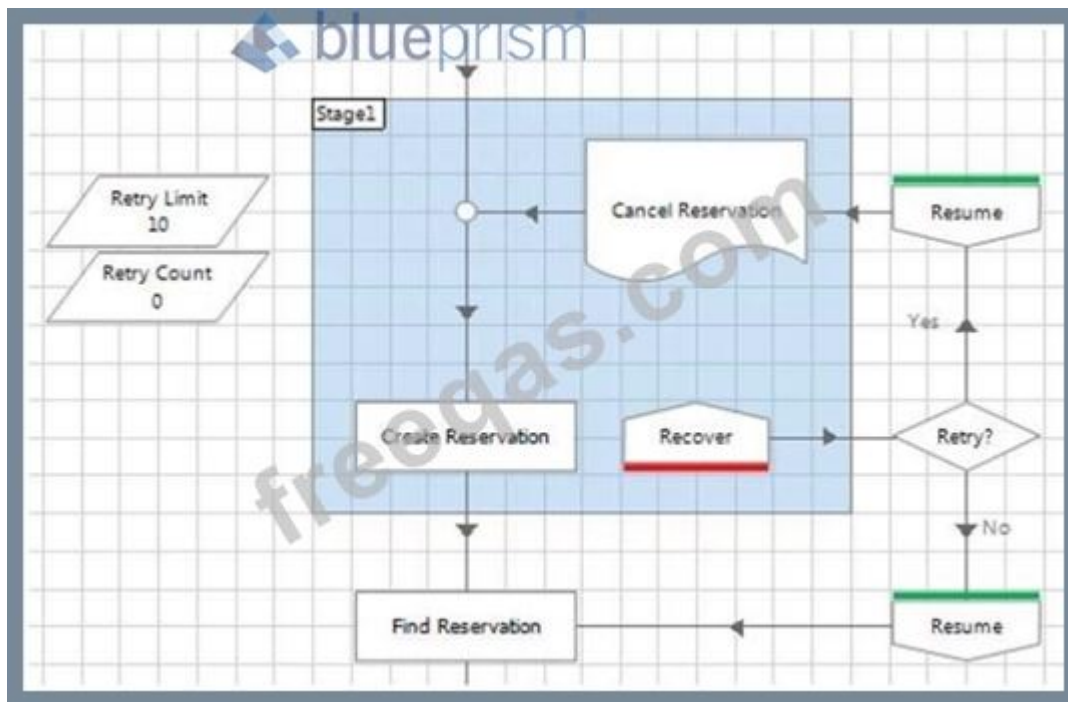 blueprism
Stage1
Retry Limit
10
Cancel Reservation
Resume
Retry Count
0
Yes
Create Reservation
Recover
Retry?
No
Find Reservation
Resume
freeqas.com